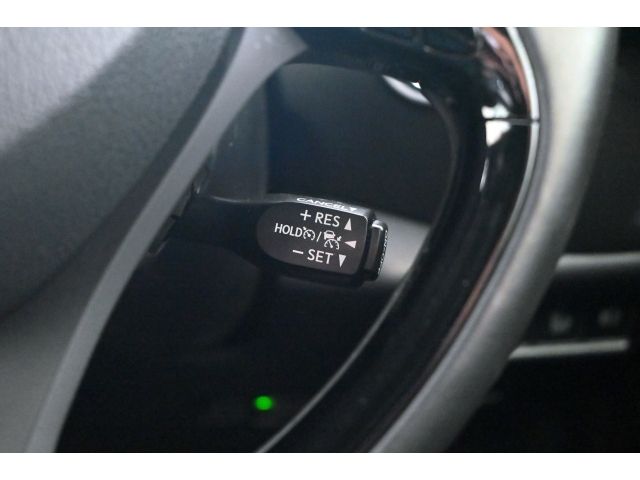 CANCEL
+ RES ▲
HOLD / ◀
− SET ▼